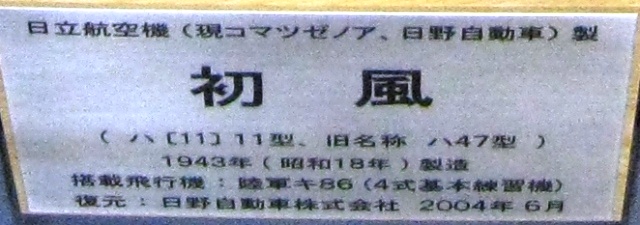 日立航空機（現コマツゼノア、日野自動車）製
初 風
（ ハ［11］11型、旧名称 ハ47型 ）
1943年（昭和18年）製造
搭載飛行機：陸軍キ86（4式基本練習機）
復元：日野自動車株式会社 2004年6月